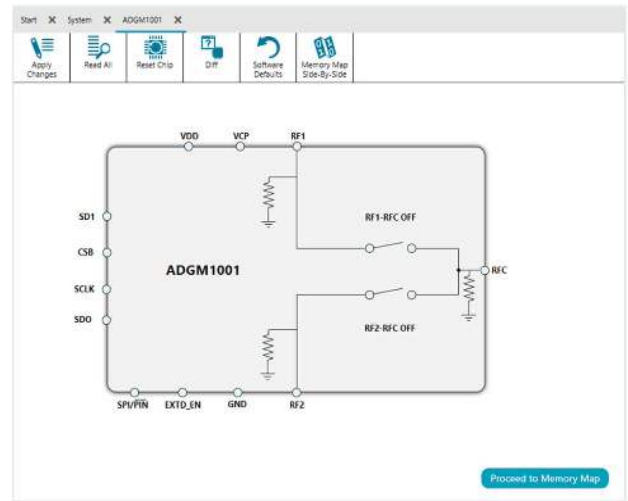 Start X System X ADGM1001 X
Apply Changes
Read All
Reset Chip
Diff
Software Defaults
Memory Map Side-By-Side
VDD VCP RF1
SD1
RF1-RFC OFF
CSB
ADGM1001
RFC
SCLK
SDO
RF2-RFC OFF
SPI/PIN EXTD_EN GND RF2
Proceed to Memory Map